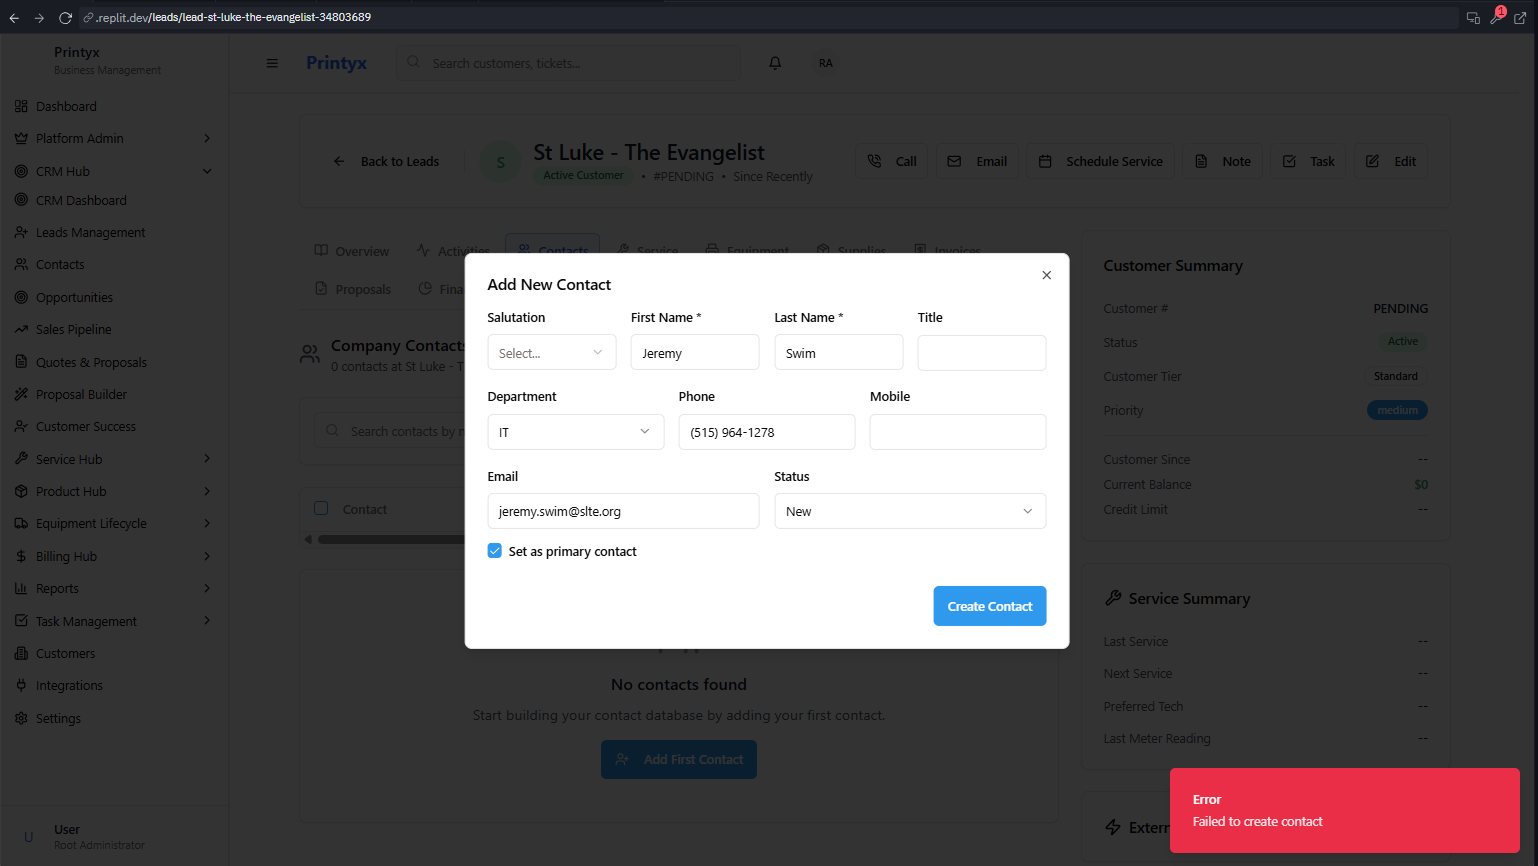 .replit.dev/leads/lead-st-luke-the-evangelist-34803689
1
Printyx
Business Management
Dashboard
Platform Admin
CRM Hub
CRM Dashboard
Leads Management
Contacts
Opportunities
Sales Pipeline
Quotes & Proposals
Proposal Builder
Customer Success
Service Hub
Product Hub
Equipment Lifecycle
Billing Hub
Reports
Task Management
Customers
Integrations
Settings
U
User
Root Administrator
Printyx
Search customers, tickets...
RA
Back to Leads
S
St Luke - The Evangelist
Active Customer • #PENDING • Since Recently
Call
Email
Schedule Service
Note
Task
Edit
Overview
Activities
Contacts
Service
Equipment
Supplies
Invoices
Proposals
Fina
Company Contacts
0 contacts at St Luke - T
Search contacts by n
Contact
No contacts found
Start building your contact database by adding your first contact.
Add First Contact
Add New Contact
Salutation
First Name *
Last Name *
Title
Select...
Jeremy
Swim
Department
Phone
Mobile
IT
(515) 964-1278
Email
Status
jeremy.swim@slte.org
New
Set as primary contact
Create Contact
Customer Summary
Customer # PENDING
Status Active
Customer Tier Standard
Priority medium
Customer Since --
Current Balance $0
Credit Limit --
Service Summary
Last Service --
Next Service --
Preferred Tech --
Last Meter Reading --
Extern
Error
Failed to create contact